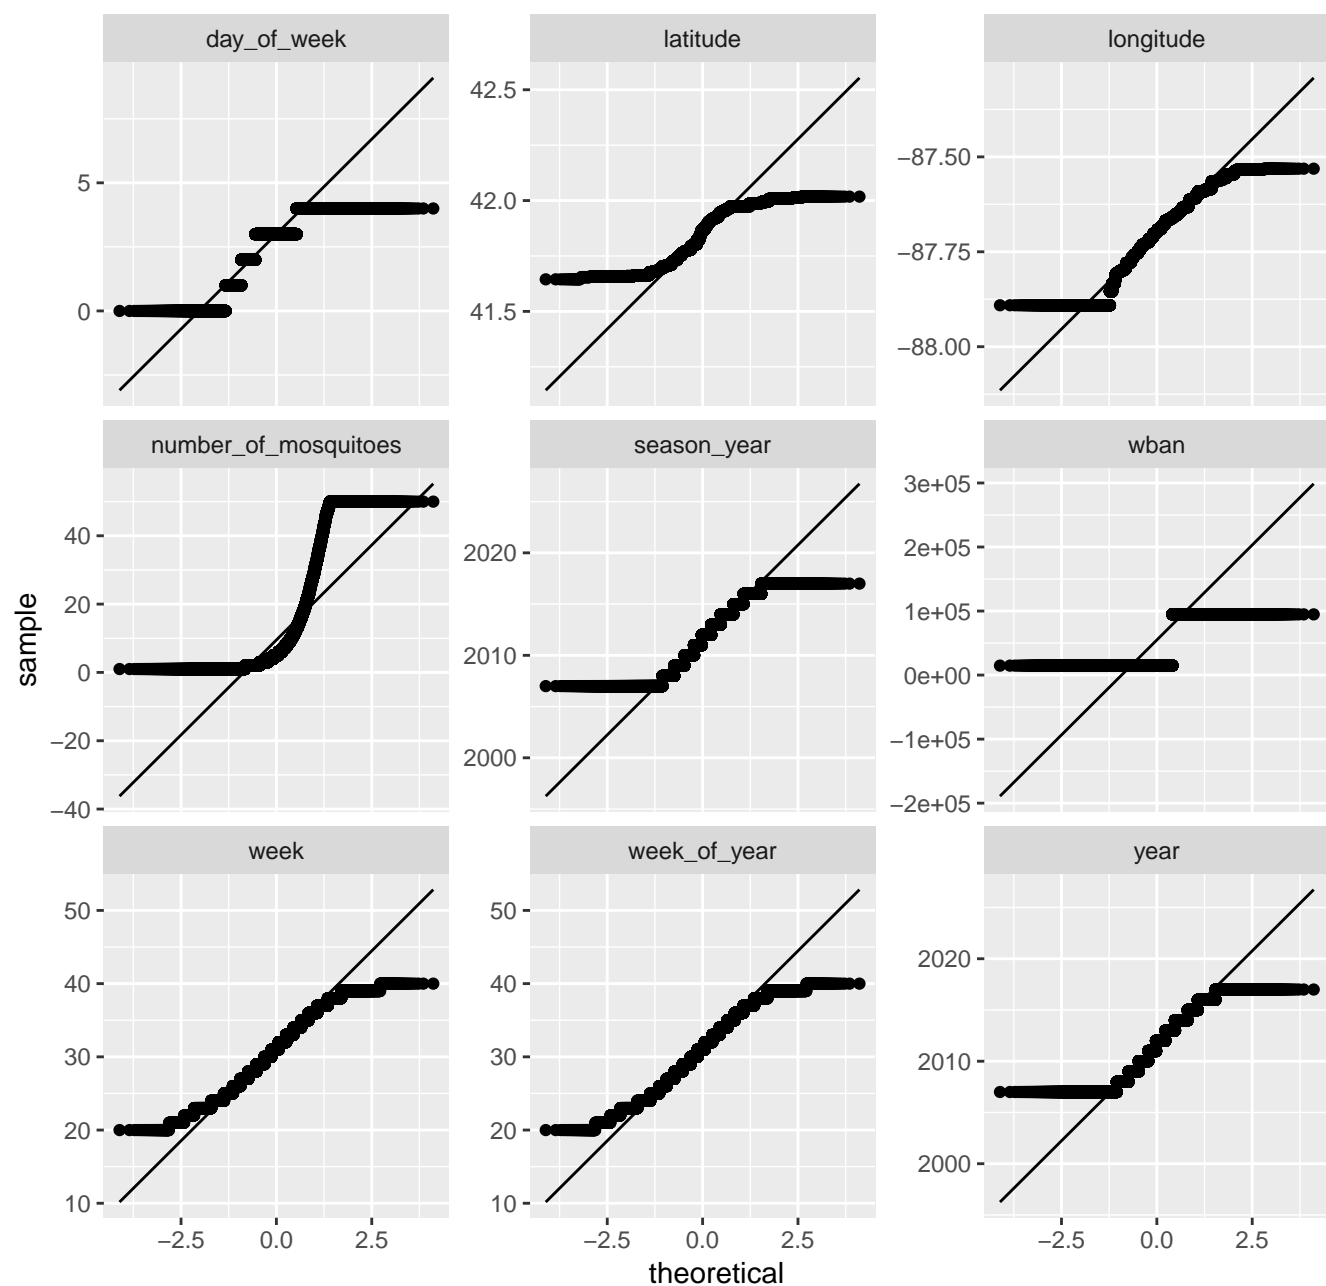 day_of_week latitude longitude
5
0
42.5
42.0
41.5
−87.50
−87.75
−88.00
number_of_mosquitoes season_year wban
40
20
0
−20
−40
2020
2010
2000
3e+05
2e+05
1e+05
0e+00
−1e+05
−2e+05
sample
week week_of_year year
50
40
30
20
10
50
40
30
20
10
2020
2010
2000
−2.5 0.0 2.5 −2.5 0.0 2.5 −2.5 0.0 2.5
theoretical